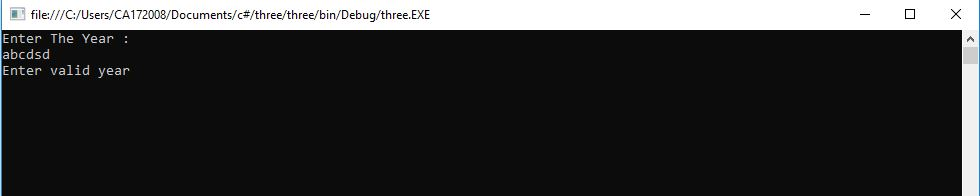 file:///C:/Users/CA172008/Documents/c#/three/three/bin/Debug/three.EXE
Enter The Year :
abcdsd
Enter valid year